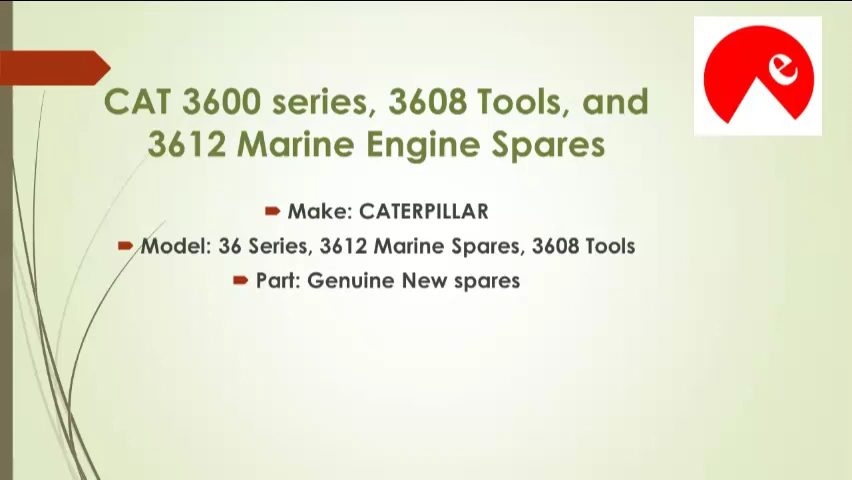 e
CAT 3600 series, 3608 Tools, and
3612 Marine Engine Spares
Make: CATERPILLAR
Model: 36 Series, 3612 Marine Spares, 3608 Tools
Part: Genuine New spares